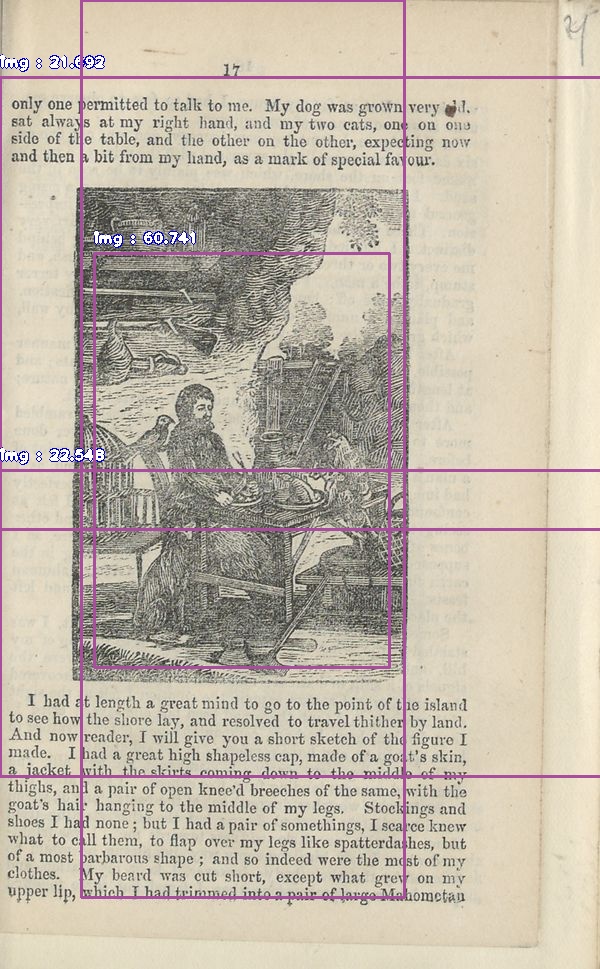 Img : 21.692
17
only one permitted to talk to me. My dog was grown very old.
sat always at my right hand, and my two cats, one on one
side of the table, and the other on the other, expecting now
and then a bit from my hand, as a mark of special favour.
Img : 60.741
Img : 22.543
I had at length a great mind to go to the point of the island
to see how the shore lay, and resolved to travel thither by land.
And now reader, I will give you a short sketch of the figure I
made. I had a great high shapeless cap, made of a goat's skin,
a jacket with the skirts coming down to the middle of my
thighs, and a pair of open knee'd breeches of the same, with the
goat's hair hanging to the middle of my legs. Stockings and
shoes I had none; but I had a pair of somethings, I scarce knew
what to call them, to flap over my legs like spatterdashes, but
of a most barbarous shape; and so indeed were the most of my
clothes. My beard was cut short, except what grew on my
upper lip, which I had trimmed into a pair of large Mahometan